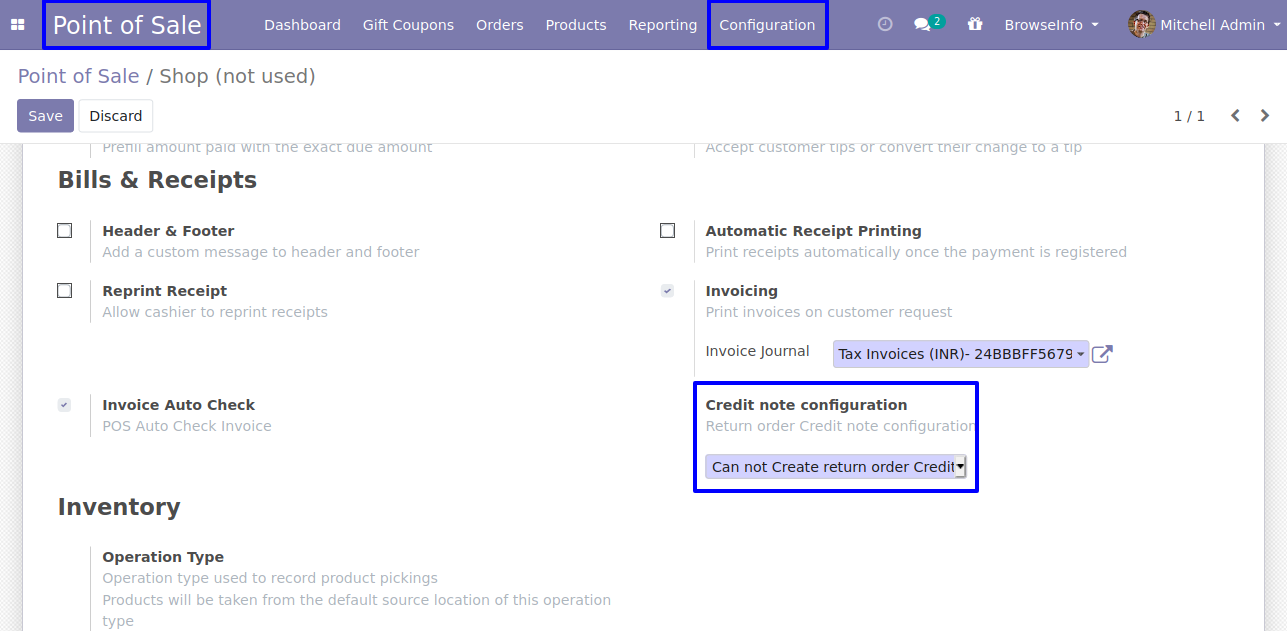 Point of Sale Dashboard Gift Coupons Orders Products Reporting Configuration 2 BrowseInfo Mitchell Admin
Point of Sale / Shop (not used)
Save Discard 1 / 1
Prefill amount paid with the exact due amount Accept customer tips or convert their change to a tip
Bills & Receipts
Header & Footer Automatic Receipt Printing
Add a custom message to header and footer Print receipts automatically once the payment is registered
Reprint Receipt Invoicing
Allow cashier to reprint receipts Print invoices on customer request
Invoice Journal Tax Invoices (INR)- 24BBBFF5679
Invoice Auto Check Credit note configuration
POS Auto Check Invoice Return order Credit note configuration
Can not Create return order Credit
Inventory
Operation Type
Operation type used to record product pickings
Products will be taken from the default source location of this operation
type